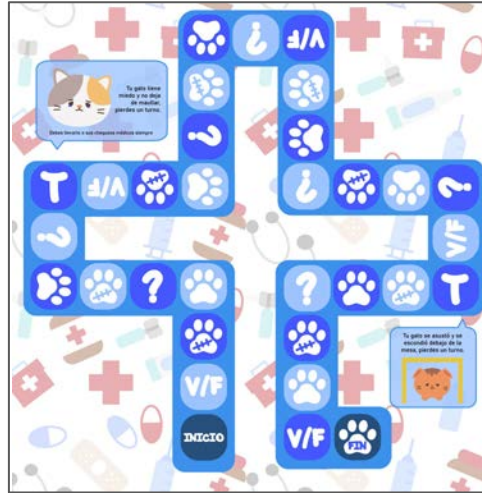 ? V/F
Tu gato tiene
miedo y no deja
de maullar,
pierdes un turno.
Debes llevarlo a sus chequeos médicos siempre
?
T V/F ? ?
? V/F
? ? T
Tu gato se asustó y se
escondió debajo de la
mesa, pierdes un turno.
V/F
INICIO V/F FIN